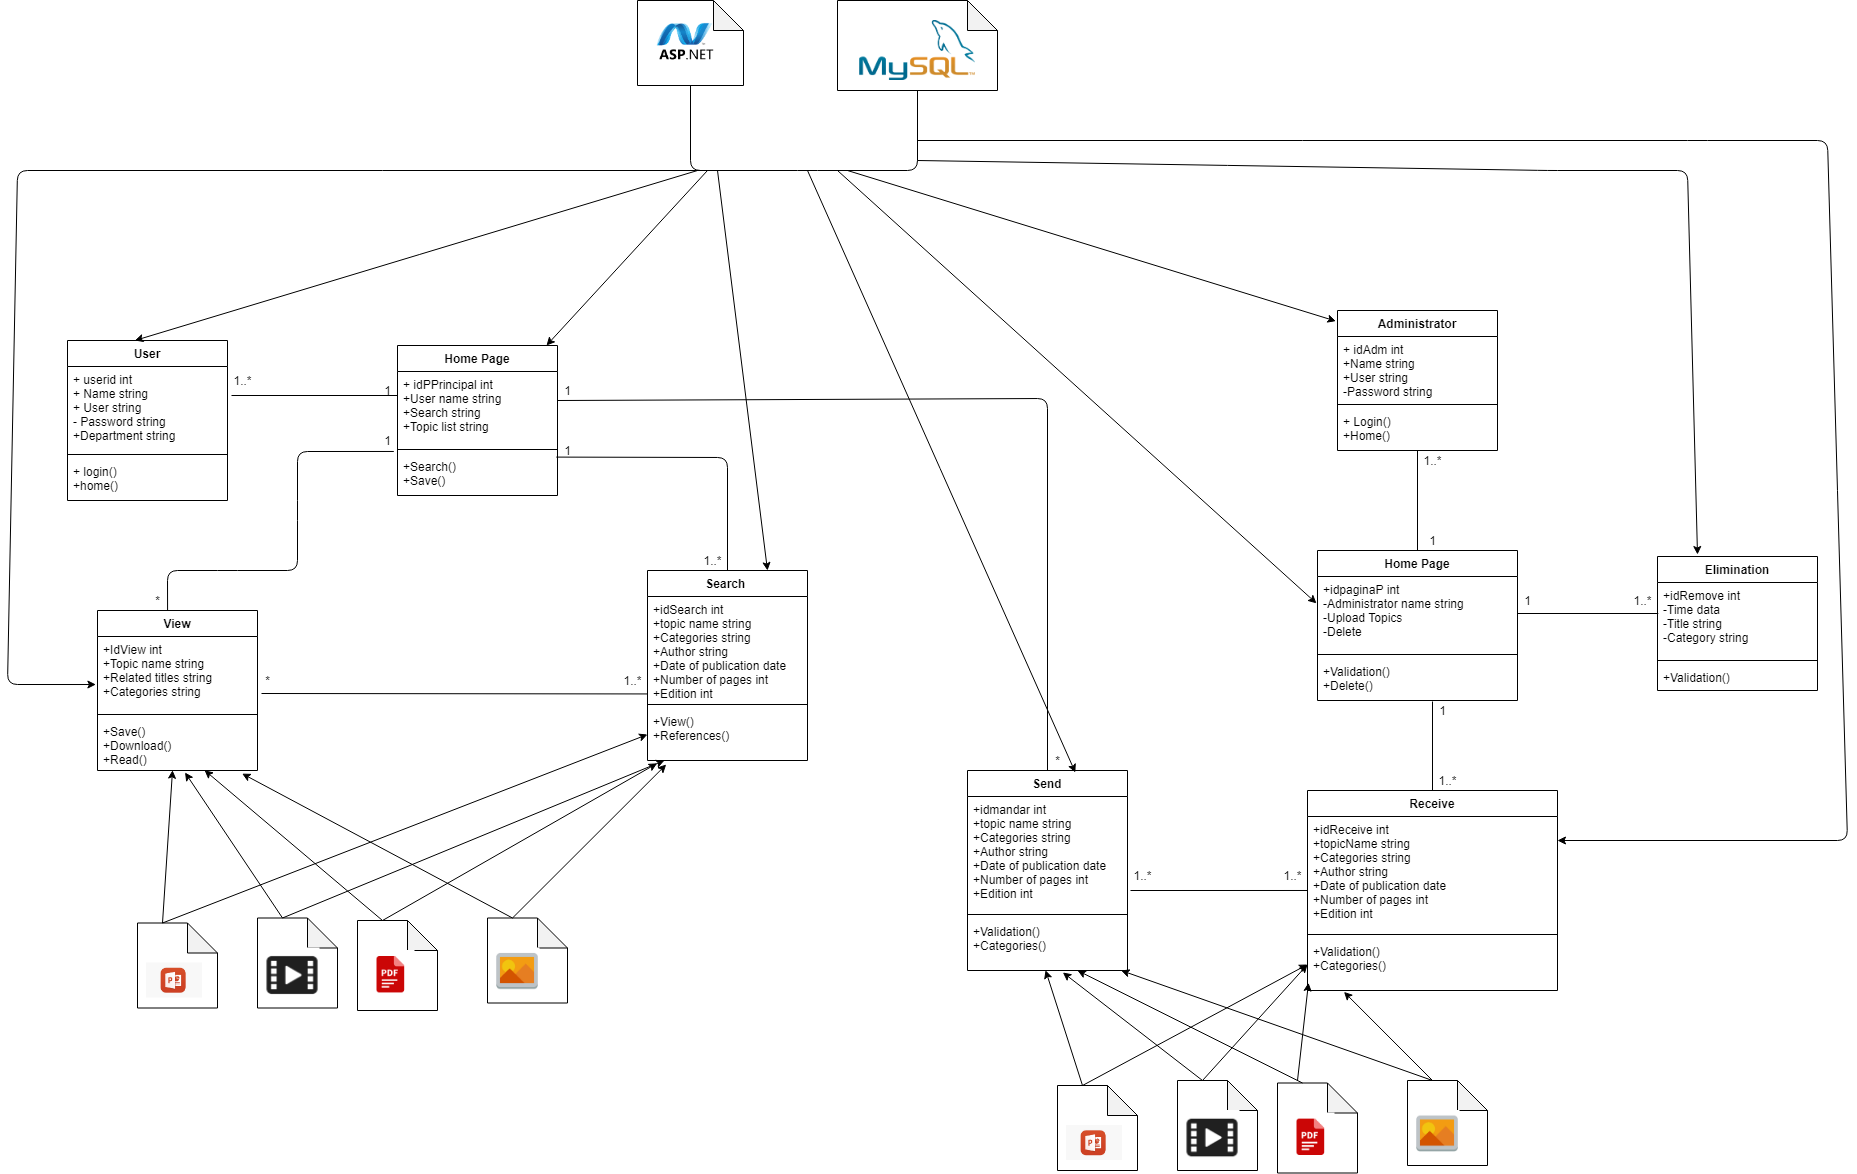 ASP.NET
MySQL™
User
+ userid int
+ Name string
+ User string
- Password string
+Department string
+ login()
+home()
1..*
1
Home Page
+ idPPrincipal int
+User name string
+Search string
+Topic list string
+Search()
+Save()
1
1
1
Administrator
+ idAdm int
+Name string
+User string
-Password string
+ Login()
+Home()
1..*
1
Home Page
+idpaginaP int
-Administrator name string
-Upload Topics
-Delete
+Validation()
+Delete()
1
1..*
1
Elimination
+idRemove int
-Time data
-Title string
-Category string
+Validation()
*
View
+IdView int
+Topic name string
+Related titles string
+Categories string
+Save()
+Download()
+Read()
*
1..*
1..*
Search
+idSearch int
+topic name string
+Categories string
+Author string
+Date of publication date
+Number of pages int
+Edition int
+View()
+References()
*
Send
+idmandar int
+topic name string
+Categories string
+Author string
+Date of publication date
+Number of pages int
+Edition int
+Validation()
+Categories()
1..*
1..*
1..*
Receive
+idReceive int
+topicName string
+Categories string
+Author string
+Date of publication date
+Number of pages int
+Edition int
+Validation()
+Categories()
P
PDF
P
PDF